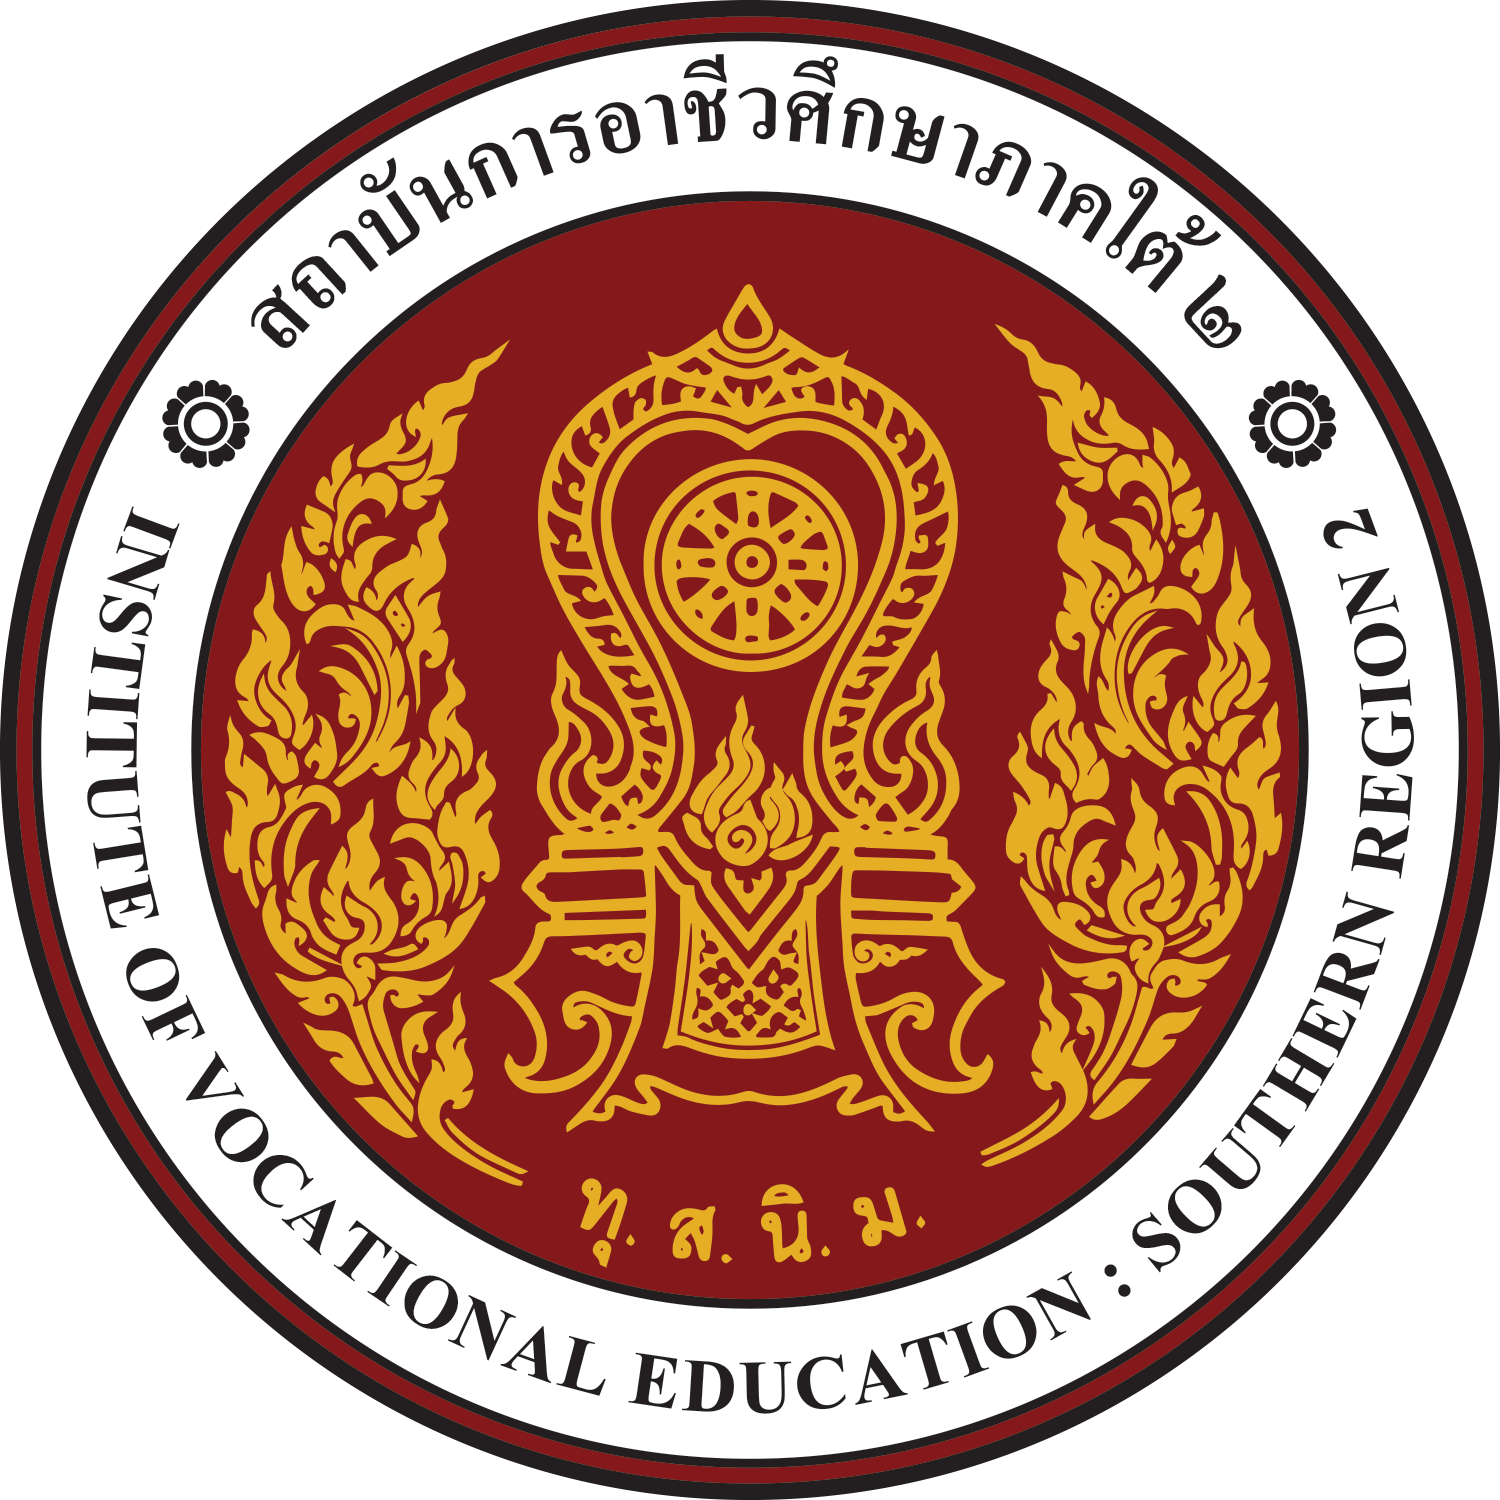 สถาบันการอาชีวศึกษาภาคใต้ ๒
ทุ. ส. นิ. ม.
INSTITUTE OF VOCATIONAL EDUCATION : SOUTHERN REGION 2